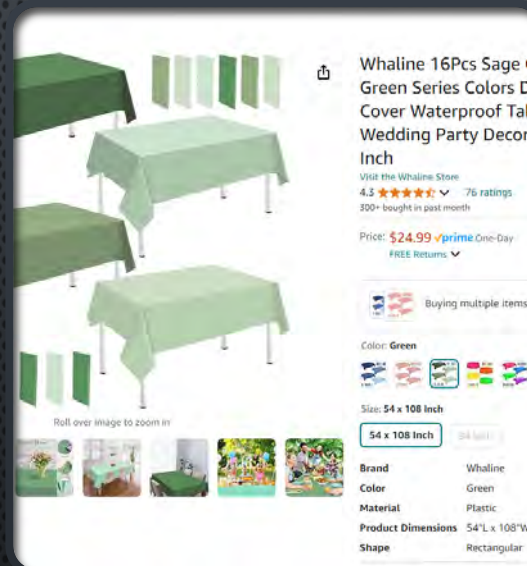 Whaline 16Pcs Sage
Green Series Colors D
Cover Waterproof Tab
Wedding Party Decor
Inch
Visit the Whaline Store
4.3 76 ratings
300+ bought in past month
Price: $24.99 prime One-Day
FREE Returns
Buying multiple items
Color: Green
Size: 54 x 108 Inch
54 x 108 Inch
Roll over image to zoom in
Brand Whaline
Color Green
Material Plastic
Product Dimensions 54"L x 108"W
Shape Rectangular